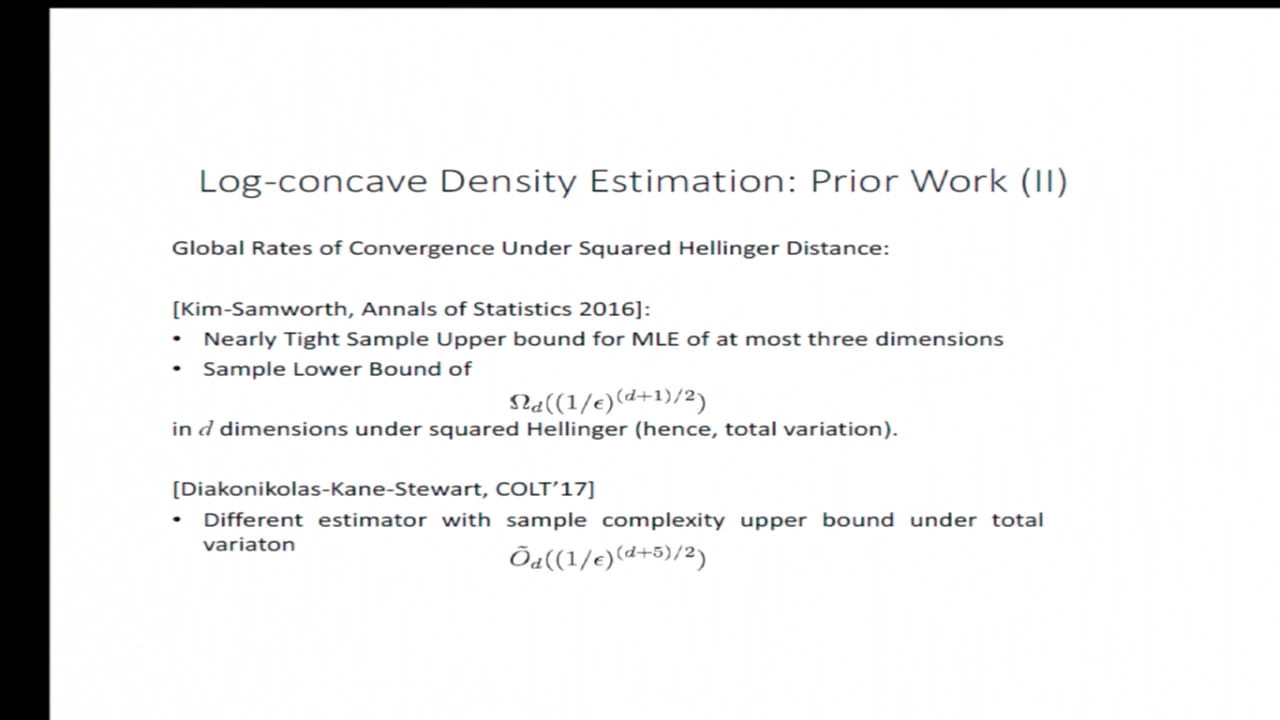 Log-concave Density Estimation: Prior Work (II)
Global Rates of Convergence Under Squared Hellinger Distance:
[Kim-Samworth, Annals of Statistics 2016]:
• Nearly Tight Sample Upper bound for MLE of at most three dimensions
• Sample Lower Bound of
Ω_d((1/ϵ)^{(d+1)/2})
in d dimensions under squared Hellinger (hence, total variation).
[Diakonikolas-Kane-Stewart, COLT’17]
• Different estimator with sample complexity upper bound under total
variaton
Õ_d((1/ϵ)^{(d+5)/2})